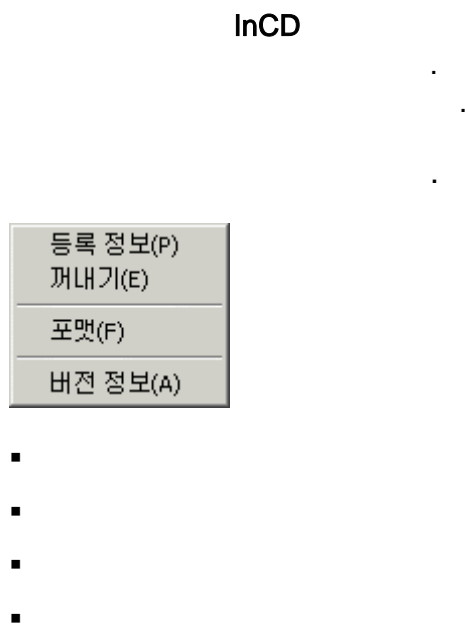 InCD
.
.
.
등록 정보(P)
꺼내기(E)
포맷(F)
버전 정보(A)
■
■
■
■